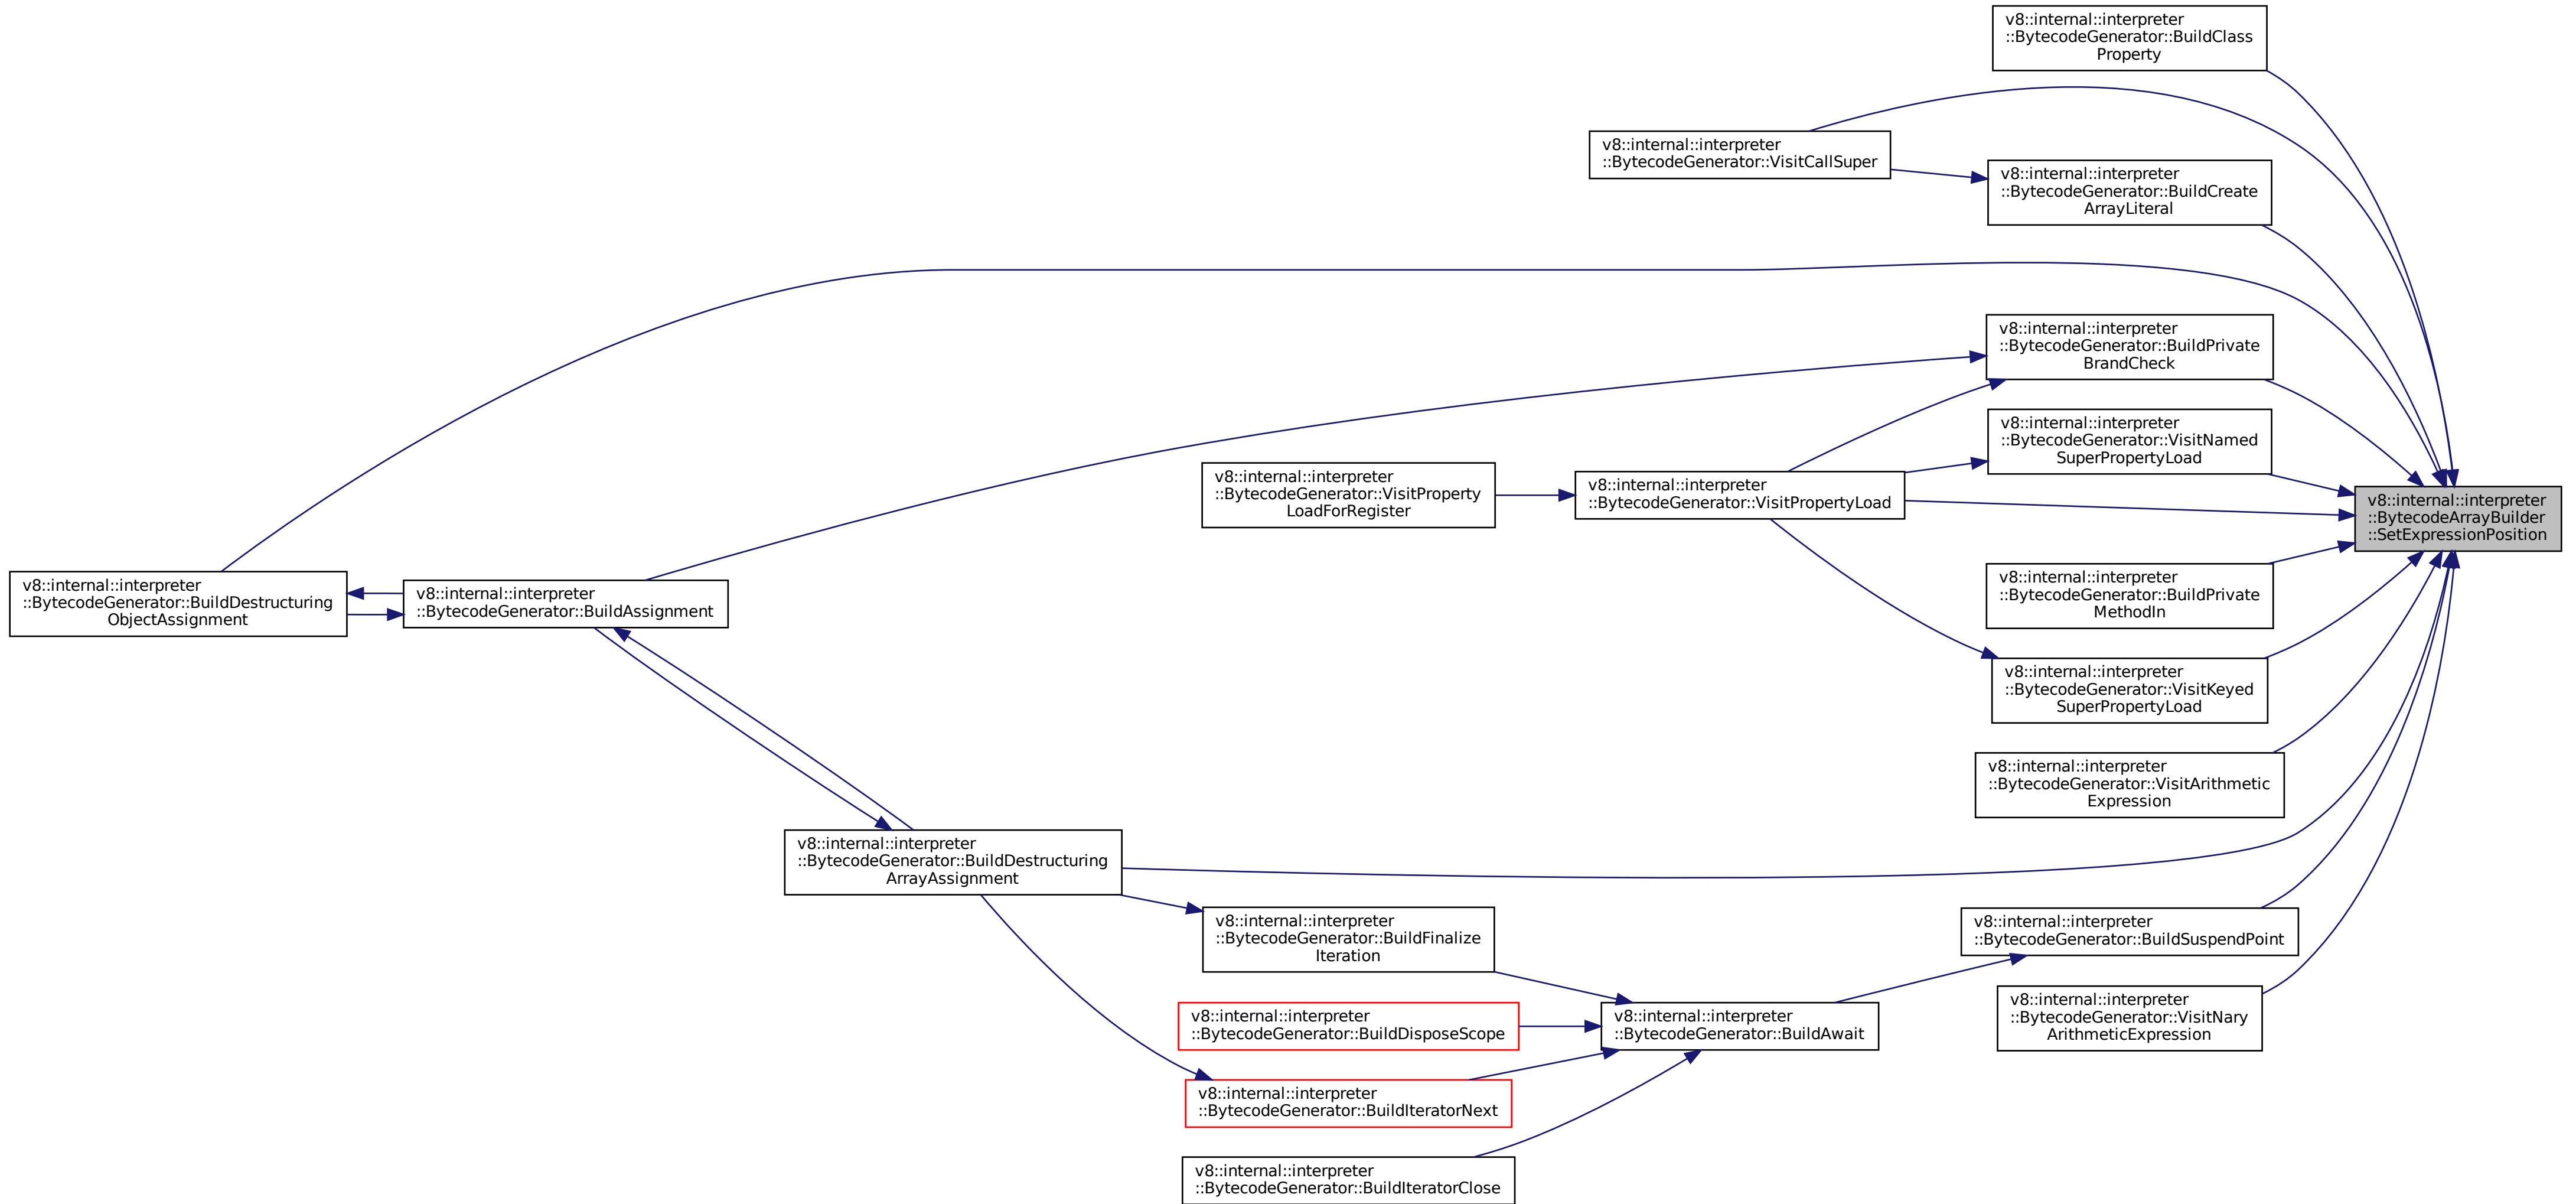 v8::internal::interpreter
::BytecodeGenerator::BuildClass
Property
v8::internal::interpreter
::BytecodeGenerator::VisitCallSuper
v8::internal::interpreter
::BytecodeGenerator::BuildCreate
ArrayLiteral
v8::internal::interpreter
::BytecodeGenerator::BuildPrivate
BrandCheck
v8::internal::interpreter
::BytecodeGenerator::VisitNamed
SuperPropertyLoad
v8::internal::interpreter
::BytecodeGenerator::VisitProperty
LoadForRegister
v8::internal::interpreter
::BytecodeGenerator::VisitPropertyLoad
v8::internal::interpreter
::BytecodeArrayBuilder
::SetExpressionPosition
v8::internal::interpreter
::BytecodeGenerator::BuildDestructuring
ObjectAssignment
v8::internal::interpreter
::BytecodeGenerator::BuildAssignment
v8::internal::interpreter
::BytecodeGenerator::BuildPrivate
MethodIn
v8::internal::interpreter
::BytecodeGenerator::VisitKeyed
SuperPropertyLoad
v8::internal::interpreter
::BytecodeGenerator::VisitArithmetic
Expression
v8::internal::interpreter
::BytecodeGenerator::BuildDestructuring
ArrayAssignment
v8::internal::interpreter
::BytecodeGenerator::BuildFinalize
Iteration
v8::internal::interpreter
::BytecodeGenerator::BuildSuspendPoint
v8::internal::interpreter
::BytecodeGenerator::BuildDisposeScope
v8::internal::interpreter
::BytecodeGenerator::BuildAwait
v8::internal::interpreter
::BytecodeGenerator::VisitNary
ArithmeticExpression
v8::internal::interpreter
::BytecodeGenerator::BuildIteratorNext
v8::internal::interpreter
::BytecodeGenerator::BuildIteratorClose